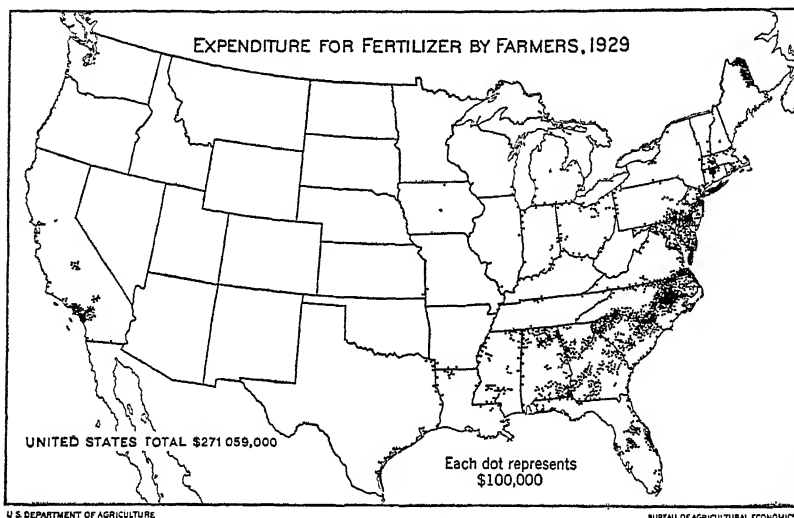 EXPENDITURE FOR FERTILIZER BY FARMERS, 1929
UNITED STATES TOTAL $271 059,000
Each dot represents
$100,000
U S. DEPARTMENT OF AGRICULTURE
BUREAU OF AGRICULTURAL ECONOMICS